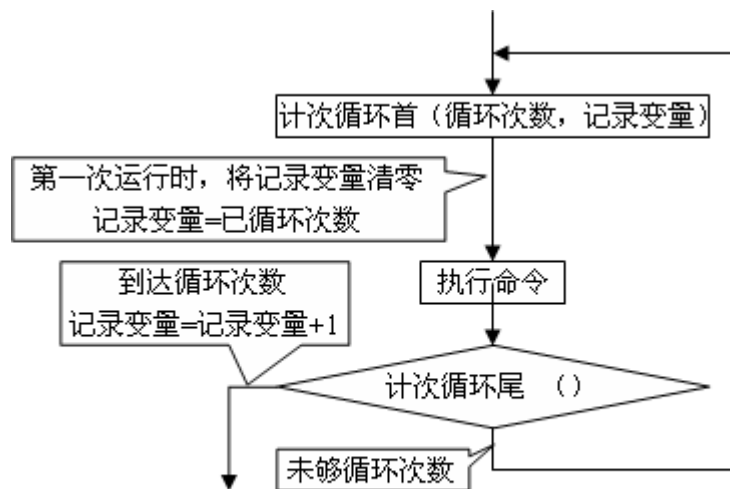 计次循环首（循环次数，记录变量）
第一次运行时，将记录变量清零
记录变量=已循环次数
到达循环次数
记录变量=记录变量+1
执行命令
计次循环尾 （）
未够循环次数